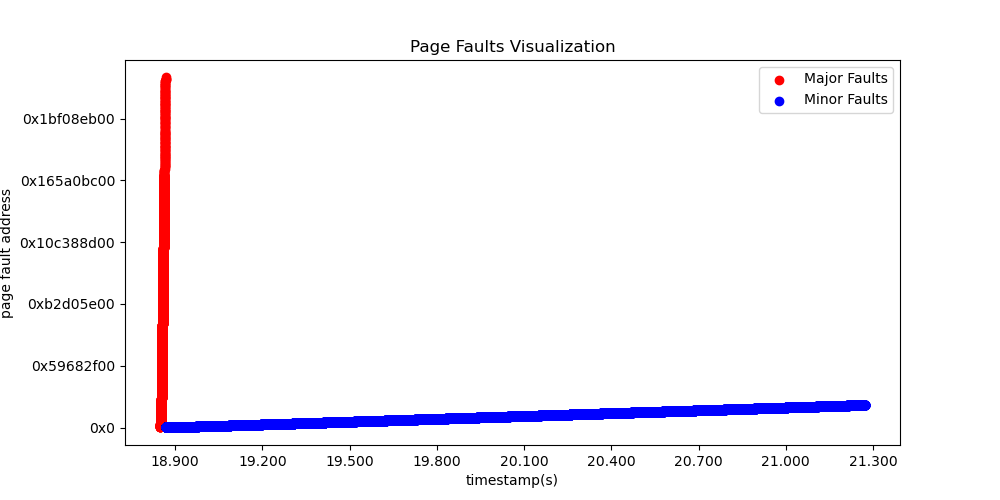 Page Faults Visualization
Major Faults
Minor Faults
page fault address
0x1bf08eb00
0x165a0bc00
0x10c388d00
0xb2d05e00
0x59682f00
0x0
18.900 19.200 19.500 19.800 20.100 20.400 20.700 21.000 21.300
timestamp(s)